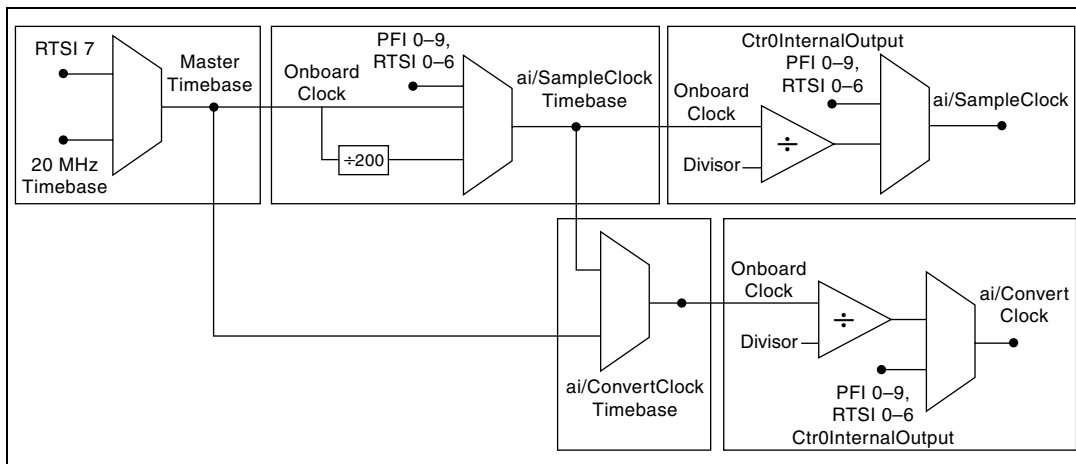 RTSI 7
Master
Timebase
20 MHz
Timebase
PFI 0–9,
RTSI 0–6
Onboard
Clock
÷200
ai/SampleClock
Timebase
Ctr0InternalOutput
PFI 0–9,
RTSI 0–6
Onboard
Clock
÷
Divisor
ai/SampleClock
ai/ConvertClock
Timebase
Onboard
Clock
÷
Divisor
ai/Convert
Clock
PFI 0–9,
RTSI 0–6
Ctr0InternalOutput